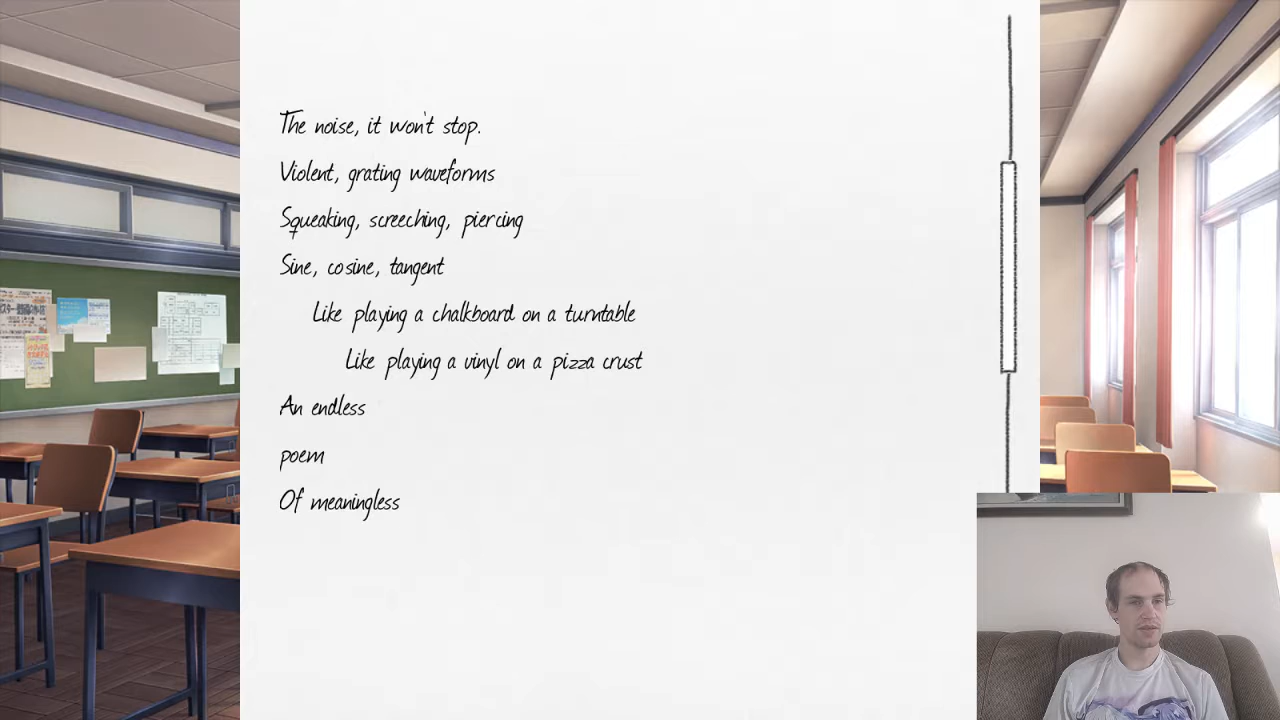 The noise, it won't stop.
Violent, grating waveforms
Squeaking, screeching, piercing
Sine, cosine, tangent
Like playing a chalkboard on a turntable
Like playing a vinyl on a pizza crust
An endless
poem
Of meaningless